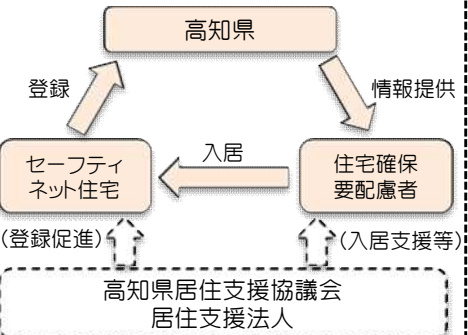 高知県
登録
情報提供
入居
セーフティ
ネット住宅
住宅確保
要配慮者
(登録促進)
(入居支援等)
高知県居住支援協議会
居住支援法人